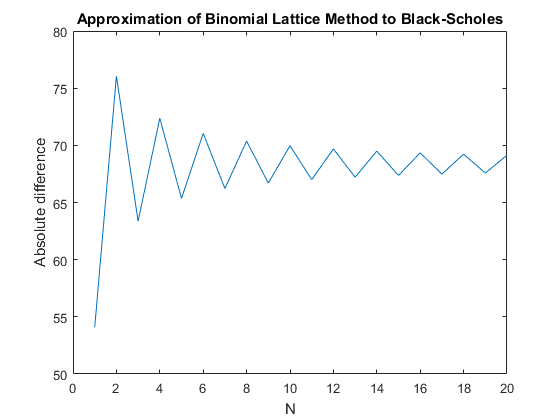 Approximation of Binomial Lattice Method to Black-Scholes
80
75
70
65
60
55
50
Absolute difference
0 2 4 6 8 10 12 14 16 18 20
N